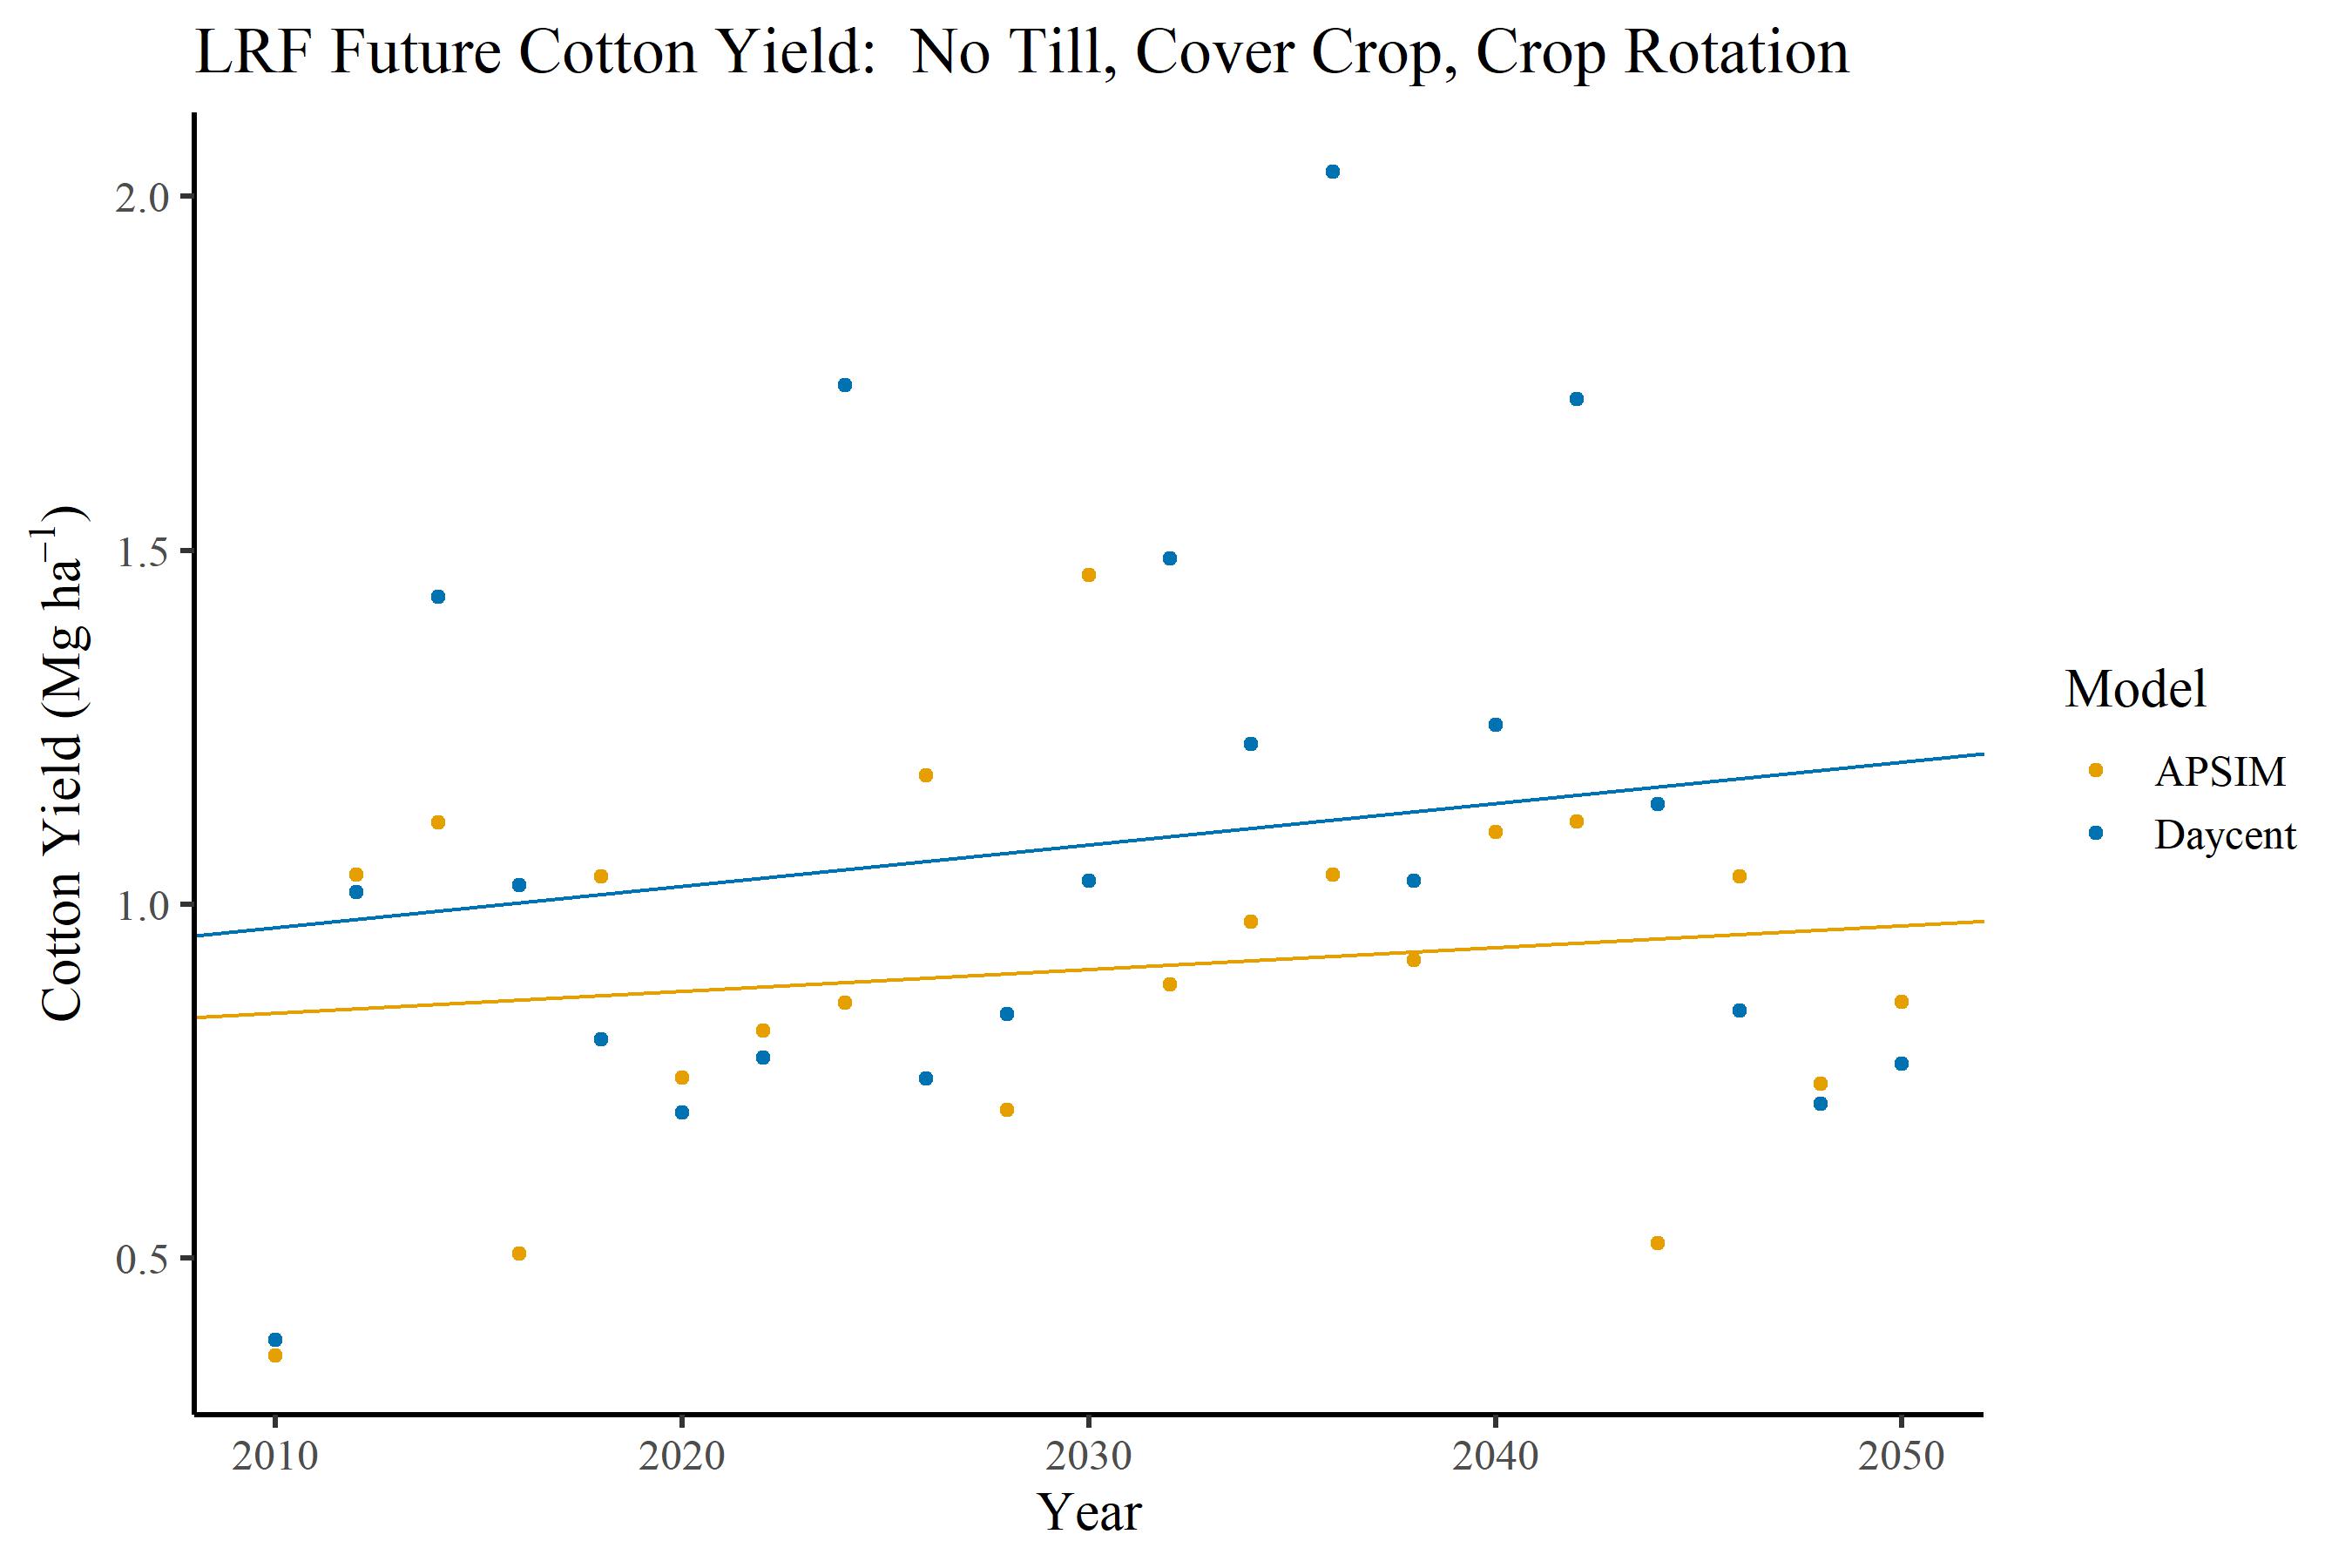 LRF Future Cotton Yield:  No Till, Cover Crop, Crop Rotation
Cotton Yield (Mg ha⁻¹)
2.0
1.5
1.0
0.5
2010
2020
2030
2040
2050
Year
Model
APSIM
Daycent